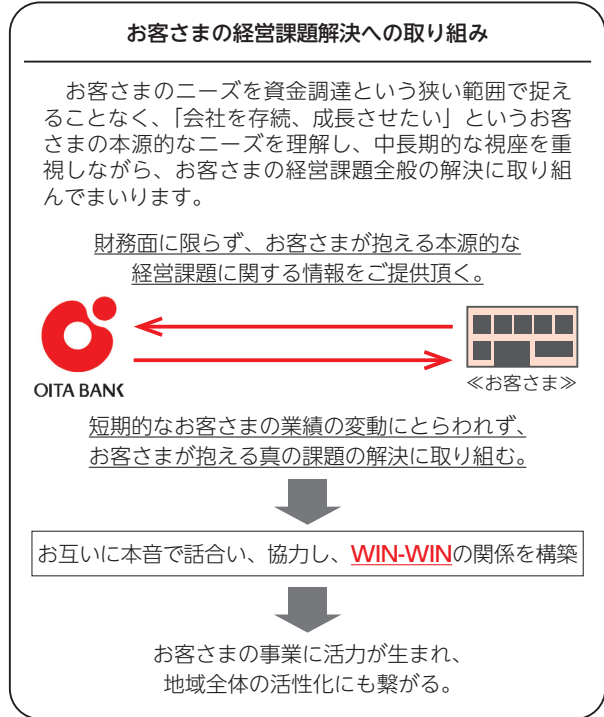 お客さまの経営課題解決への取り組み
お客さまのニーズを資金調達という狭い範囲で捉え
ることなく、「会社を存続、成長させたい」というお客
さまの本源的なニーズを理解し、中長期的な視座を重
視しながら、お客さまの経営課題全般の解決に取り組
んでまいります。
財務面に限らず、お客さまが抱える本源的な
経営課題に関する情報をご提供頂く。
OITA BANK
≪お客さま≫
短期的なお客さまの業績の変動にとらわれず、
お客さまが抱える真の課題の解決に取り組む。
お互いに本音で話合い、協力し、WIN-WINの関係を構築
お客さまの事業に活力が生まれ、
地域全体の活性化にも繋がる。